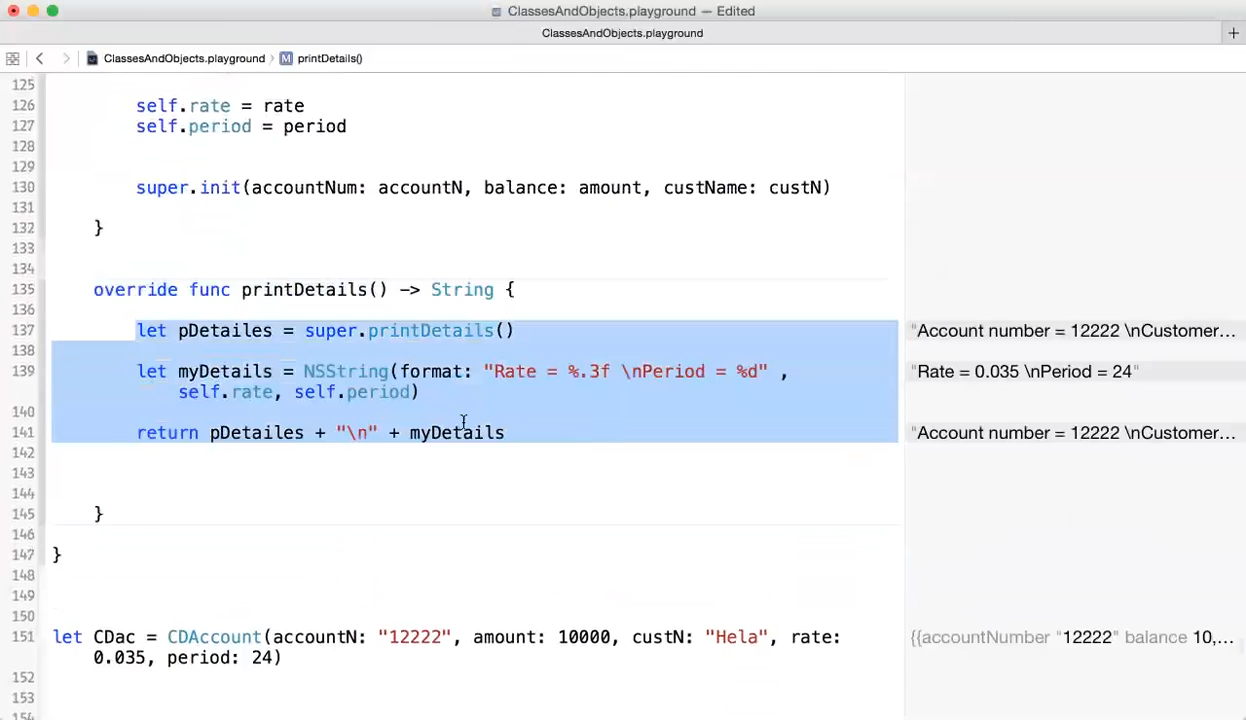 ClassesAndObjects.playground — Edited
ClassesAndObjects.playground
+
ClassesAndObjects.playground M printDetails()
125
126 self.rate = rate
127 self.period = period
128
129
130 super.init(accountNum: accountN, balance: amount, custName: custN)
131
132 }
133
134
135 override func printDetails() -> String {
136
137 let pDetailes = super.printDetails() "Account number = 12222 \nCustomer...
138
139 let myDetails = NSString(format: "Rate = %.3f \nPeriod = %d" , "Rate = 0.035 \nPeriod = 24"
self.rate, self.period)
140
141 return pDetailes + "\n" + myDetails "Account number = 12222 \nCustomer...
142
143
144
145 }
146
147 }
148
149
150
151 let CDac = CDAccount(accountN: "12222", amount: 10000, custN: "Hela", rate: {{accountNumber "12222" balance 10,...
0.035, period: 24)
152
153
154